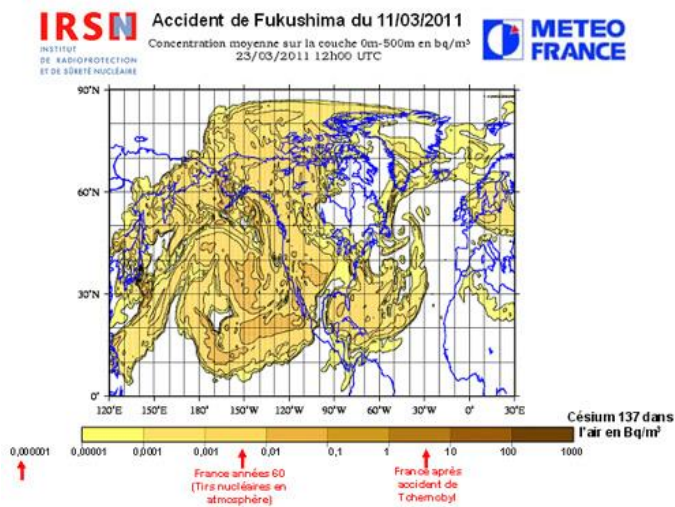 IRSN
INSTITUT
DE RADIOPROTECTION
ET DE SÛRETÉ NUCLÉAIRE
Accident de Fukushima du 11/03/2011
Concentration moyenne sur la couche 0m-500m en bq/m³
23/03/2011 12h00 UTC
METEO
FRANCE
90°N
60°N
30°N
0°
120°E 150°E 180°W 150°W 120°W 90°W 60°W 30°W 0°E 30°E
Césium 137 dans
l'air en Bq/m³
0,000001 0,00001 0,0001 0,001 0,01 0,1 1 10 100 1000
France années 60
(Tirs nucléaires en
atmosphère)
France après
accident de
Tchernobyl